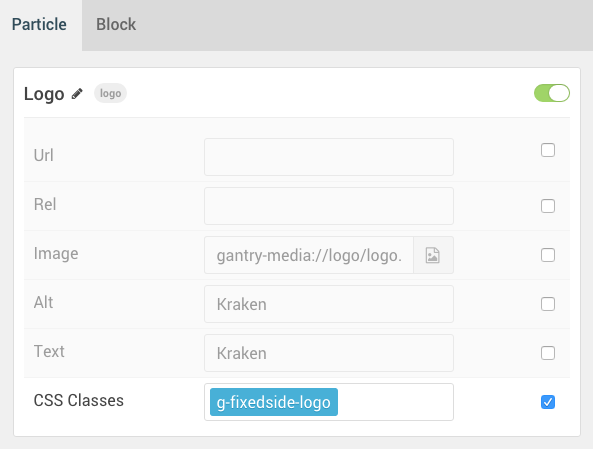 Particle Block
Logo logo
Url
Rel
Image gantry-media://logo/logo.
Alt Kraken
Text Kraken
CSS Classes g-fixedside-logo